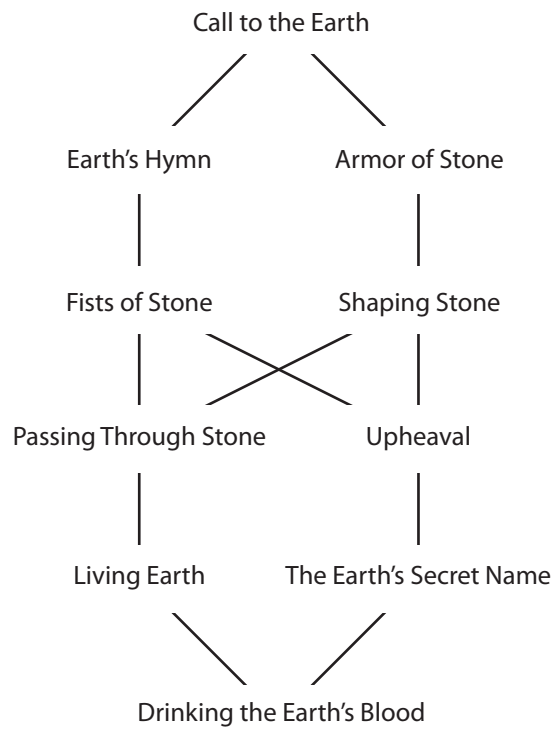 Call to the Earth
Earth's Hymn
Armor of Stone
Fists of Stone
Shaping Stone
Passing Through Stone
Upheaval
Living Earth
The Earth's Secret Name
Drinking the Earth's Blood